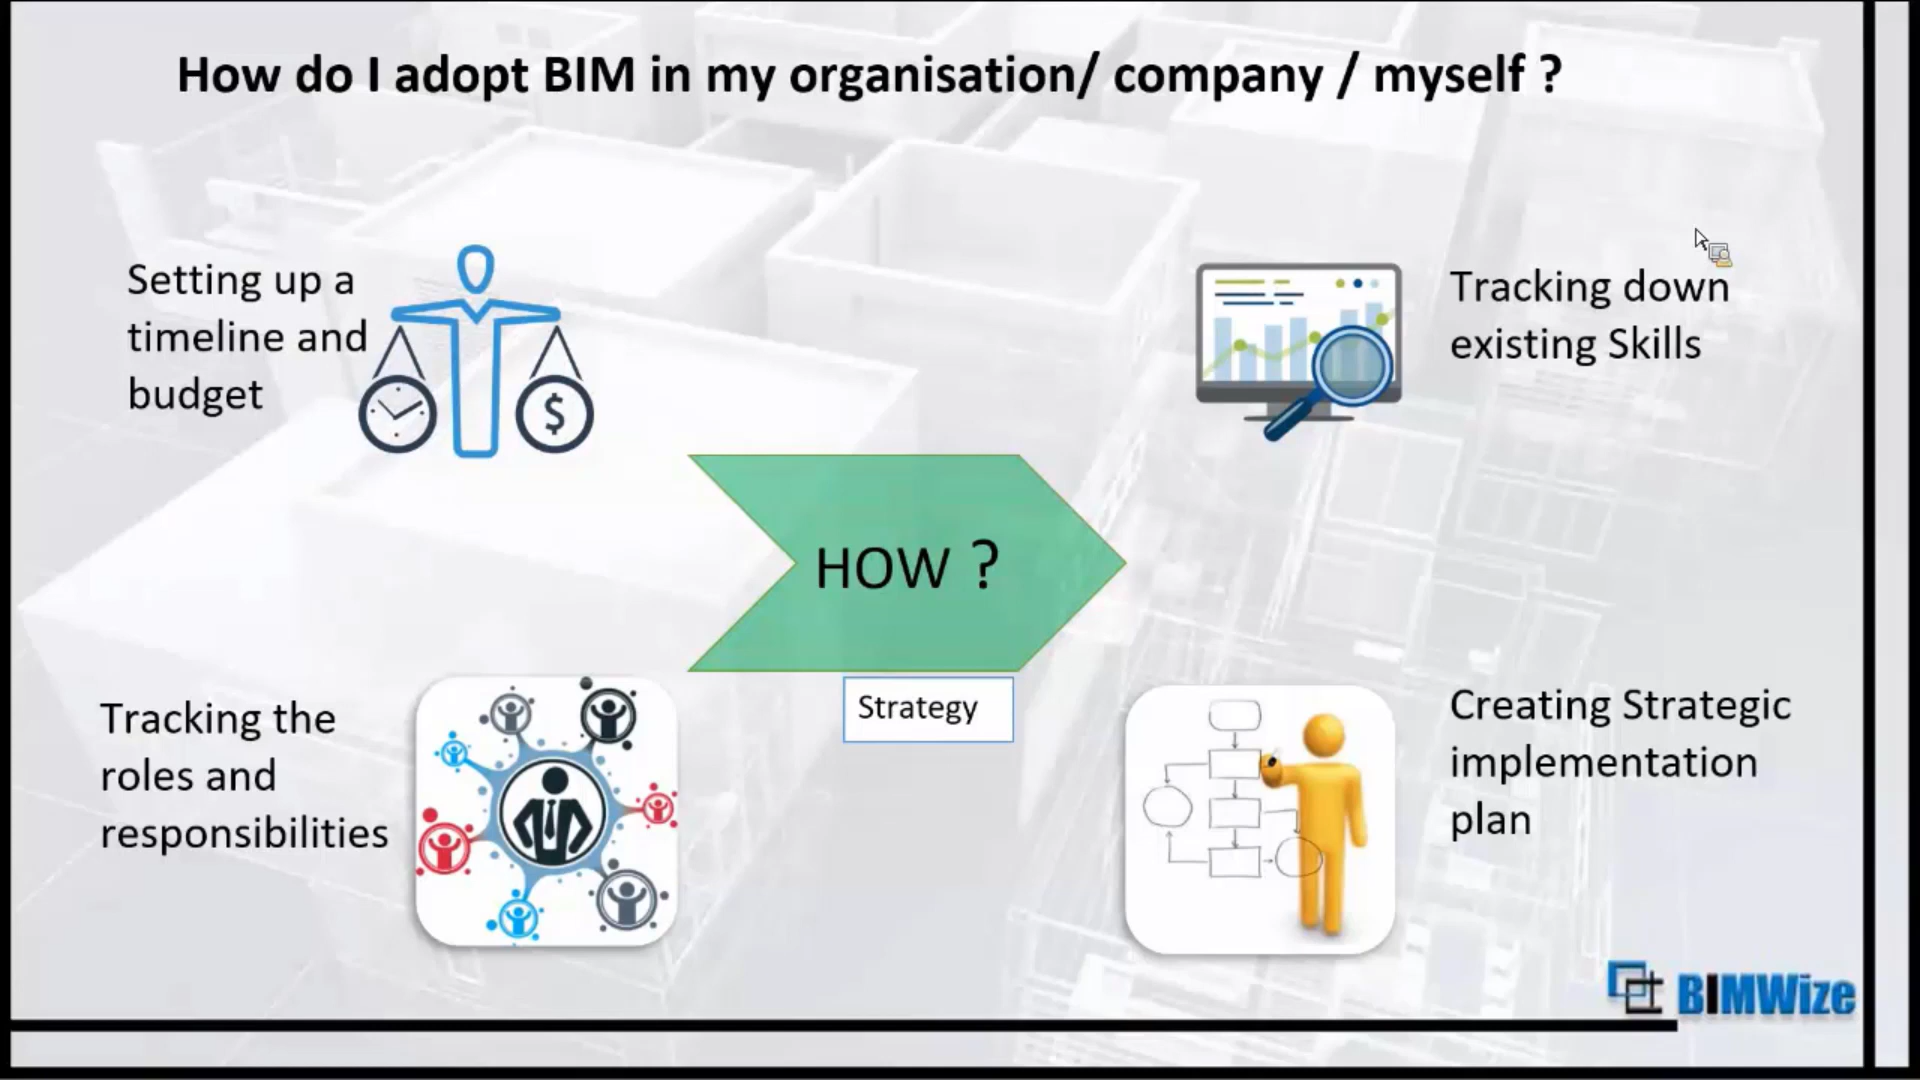 How do I adopt BIM in my organisation/ company / myself ?
Setting up a
timeline and
budget
$
Tracking down
existing Skills
HOW ?
Strategy
Tracking the
roles and
responsibilities
Creating Strategic
implementation
plan
BIMWize